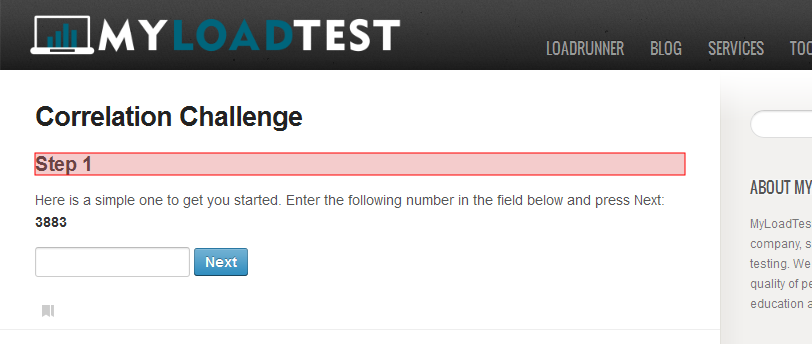 MYLOADTEST
LOADRUNNER BLOG SERVICES
Correlation Challenge
Step 1
Here is a simple one to get you started. Enter the following number in the field below and press Next:
3883
Next
ABOUT MY
MyLoadTes
company, s
testing. We
quality of pe
education a